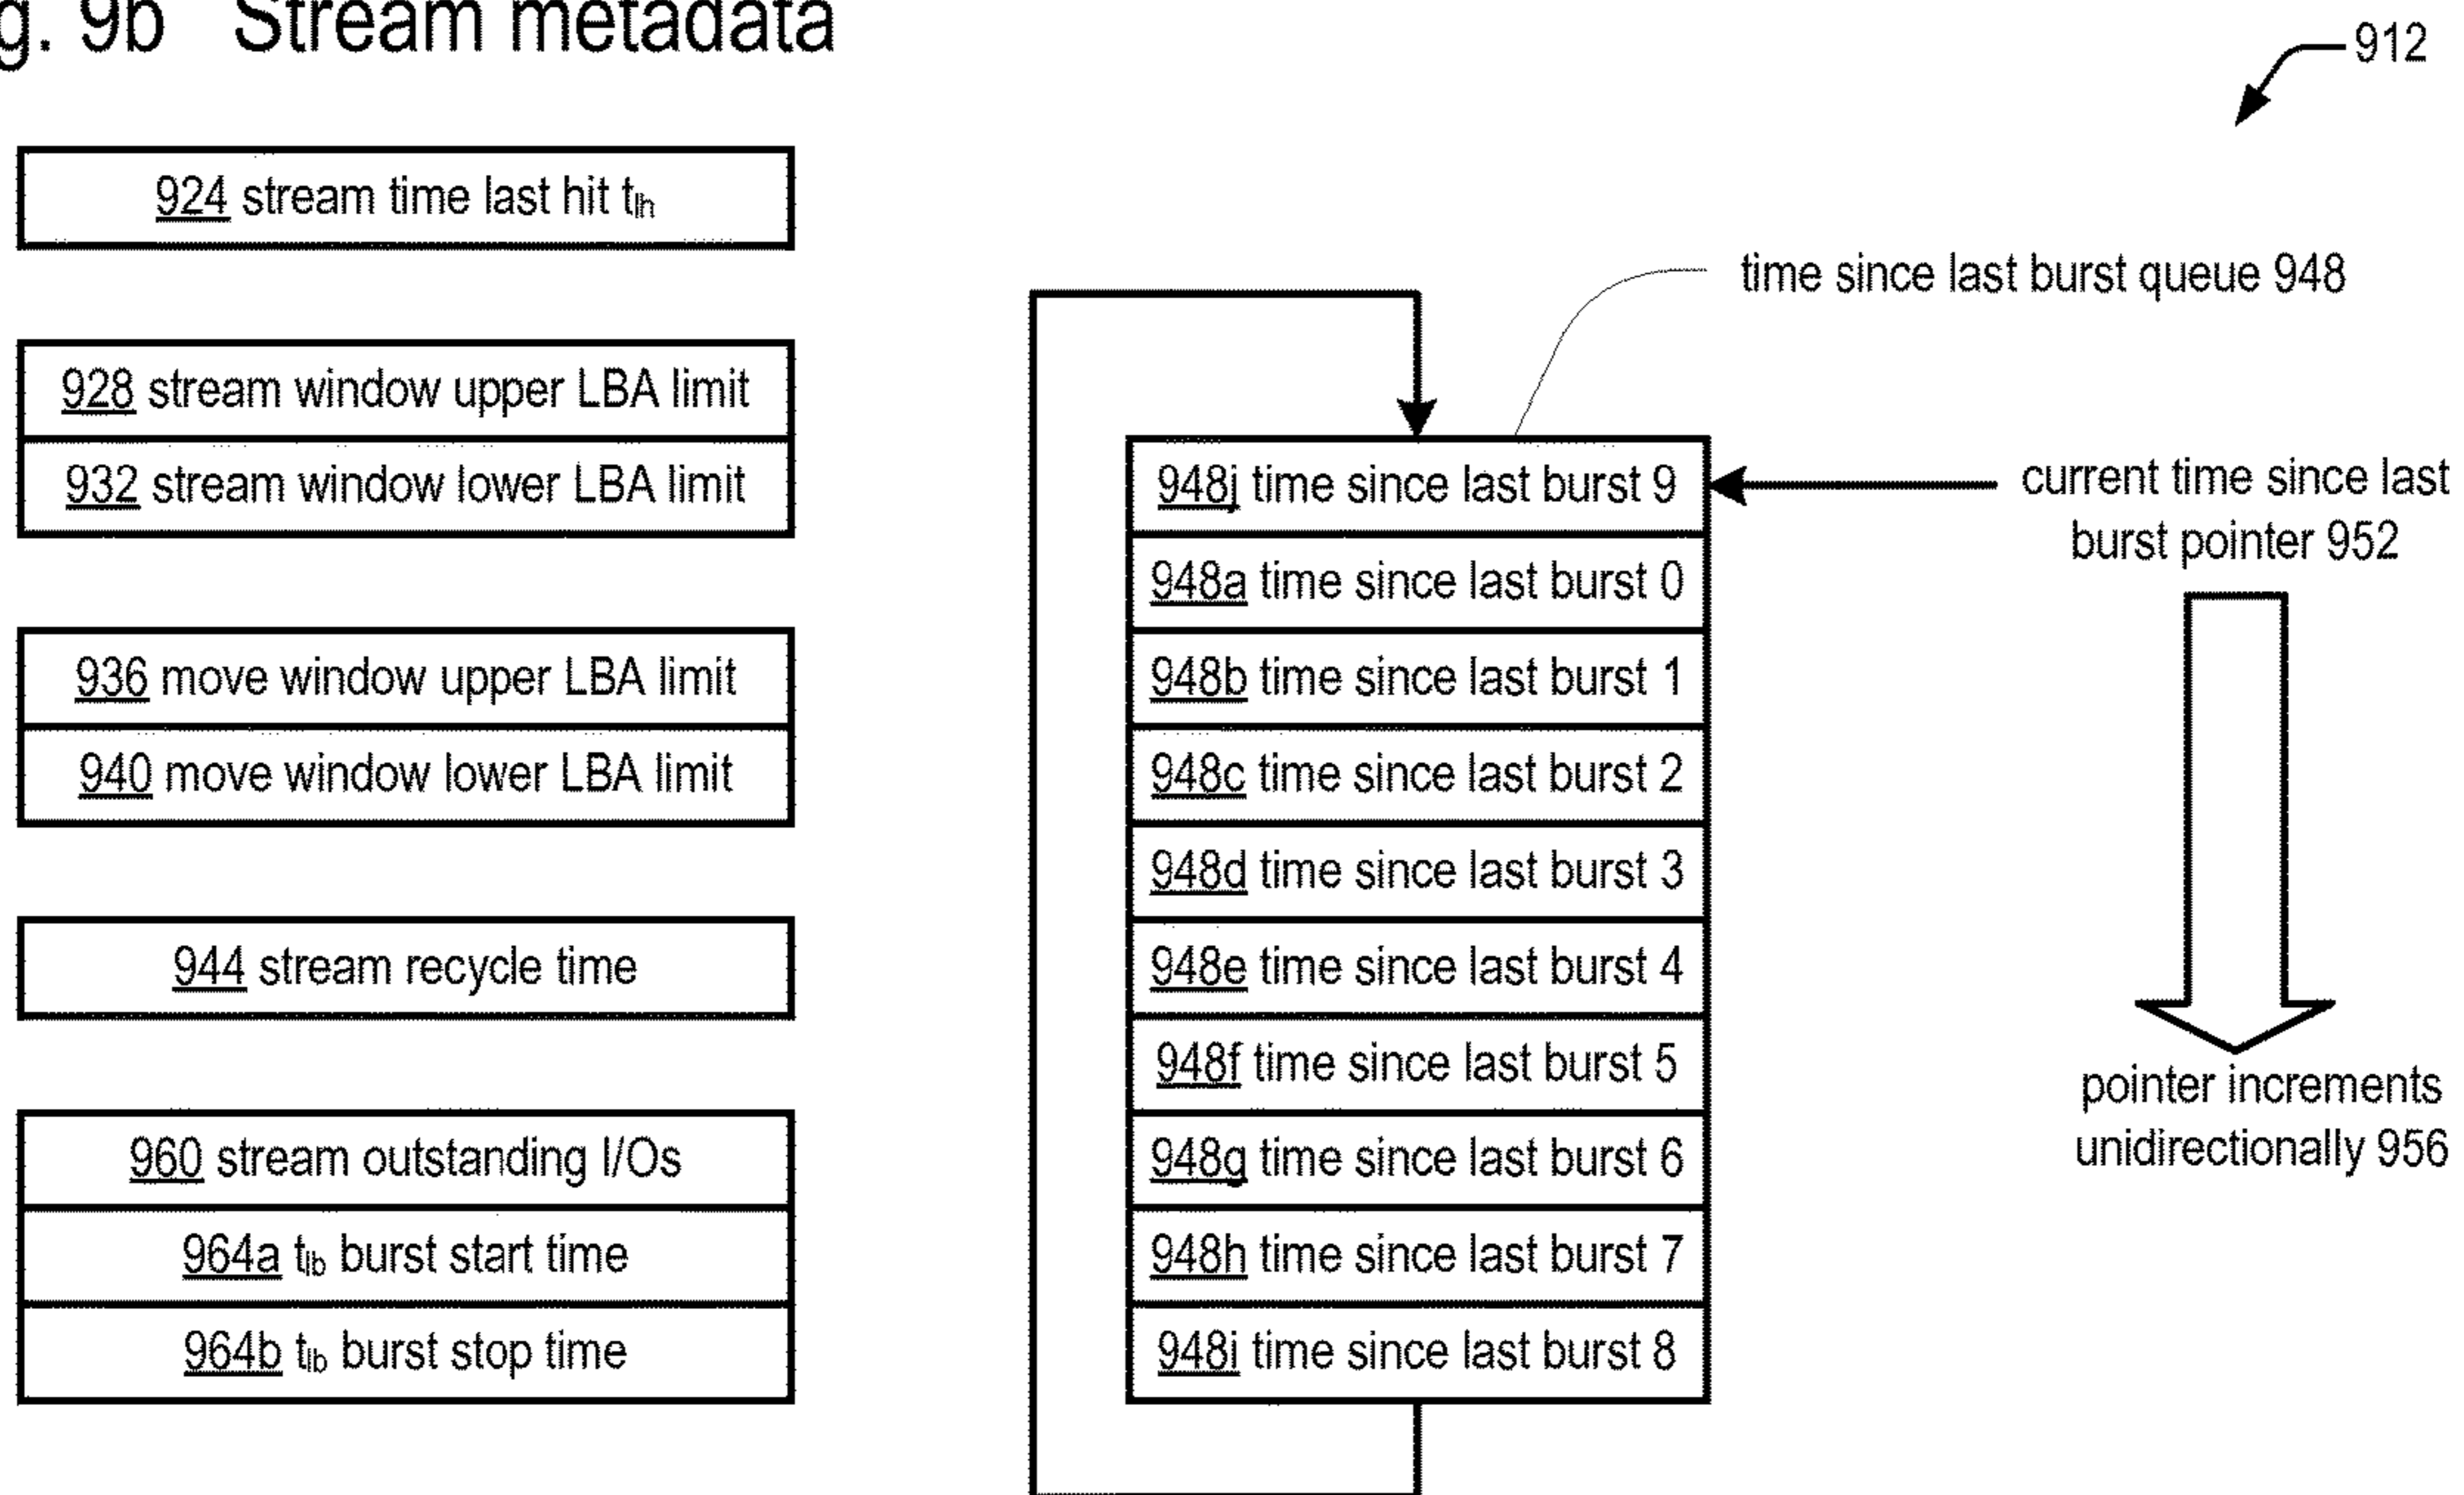 g. 9b Stream metadata
912
924 stream time last hit tlh
928 stream window upper LBA limit
932 stream window lower LBA limit
936 move window upper LBA limit
940 move window lower LBA limit
944 stream recycle time
960 stream outstanding I/Os
964a tlb burst start time
964b tlb burst stop time
time since last burst queue 948
948j time since last burst 9
948a time since last burst 0
948b time since last burst 1
948c time since last burst 2
948d time since last burst 3
948e time since last burst 4
948f time since last burst 5
948g time since last burst 6
948h time since last burst 7
948i time since last burst 8
current time since last
burst pointer 952
pointer increments
unidirectionally 956